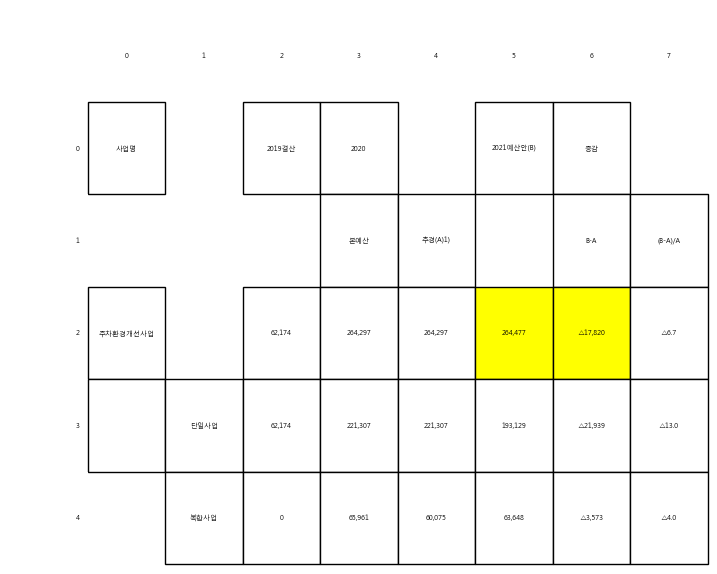 0 1 2 3 4 5 6 7
0 사업명 2019결산 2020 2021예산안(B) 증감
1 본예산 추경(A)1) B-A (B-A)/A
2 주차환경개선사업 62,174 264,297 264,297 264,477 △17,820 △6.7
3 단일사업 62,174 221,307 221,307 193,129 △21,939 △13.0
4 복합사업 0 65,961 60,075 63,648 △3,573 △4.0